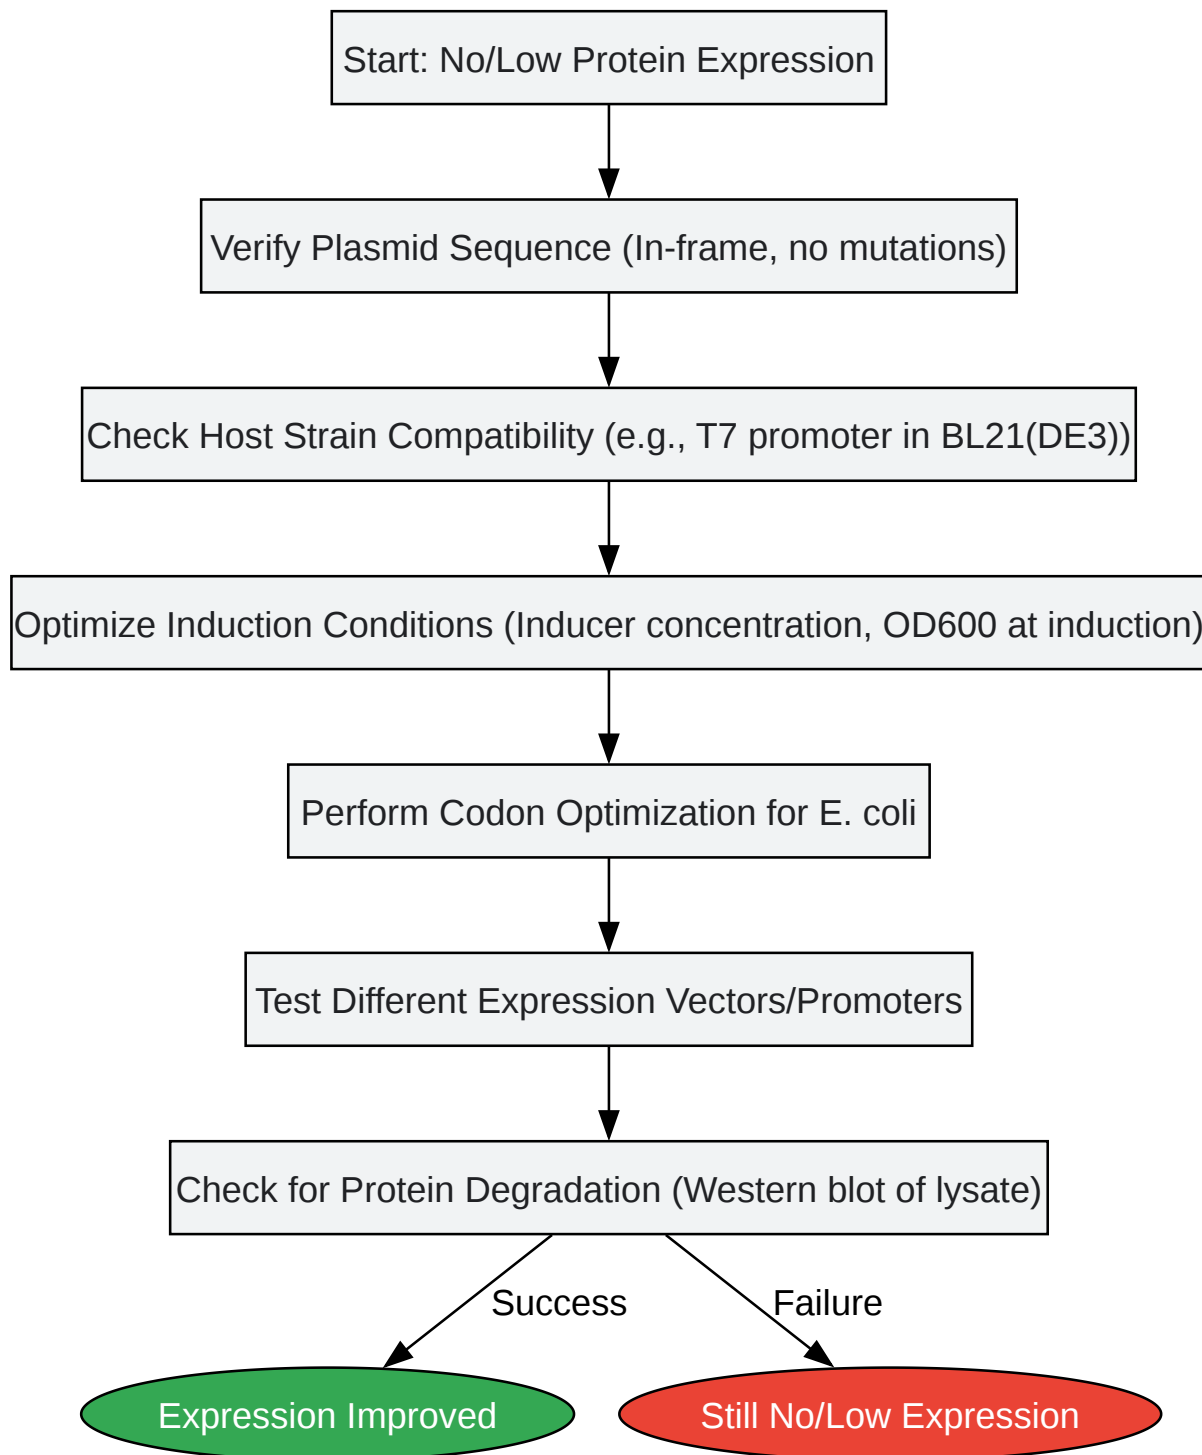 Start: No/Low Protein Expression
Verify Plasmid Sequence (In-frame, no mutations)
Check Host Strain Compatibility (e.g., T7 promoter in BL21(DE3))
Optimize Induction Conditions (Inducer concentration, OD600 at induction)
Perform Codon Optimization for E. coli
Test Different Expression Vectors/Promoters
Check for Protein Degradation (Western blot of lysate)
Success
Failure
Expression Improved
Still No/Low Expression